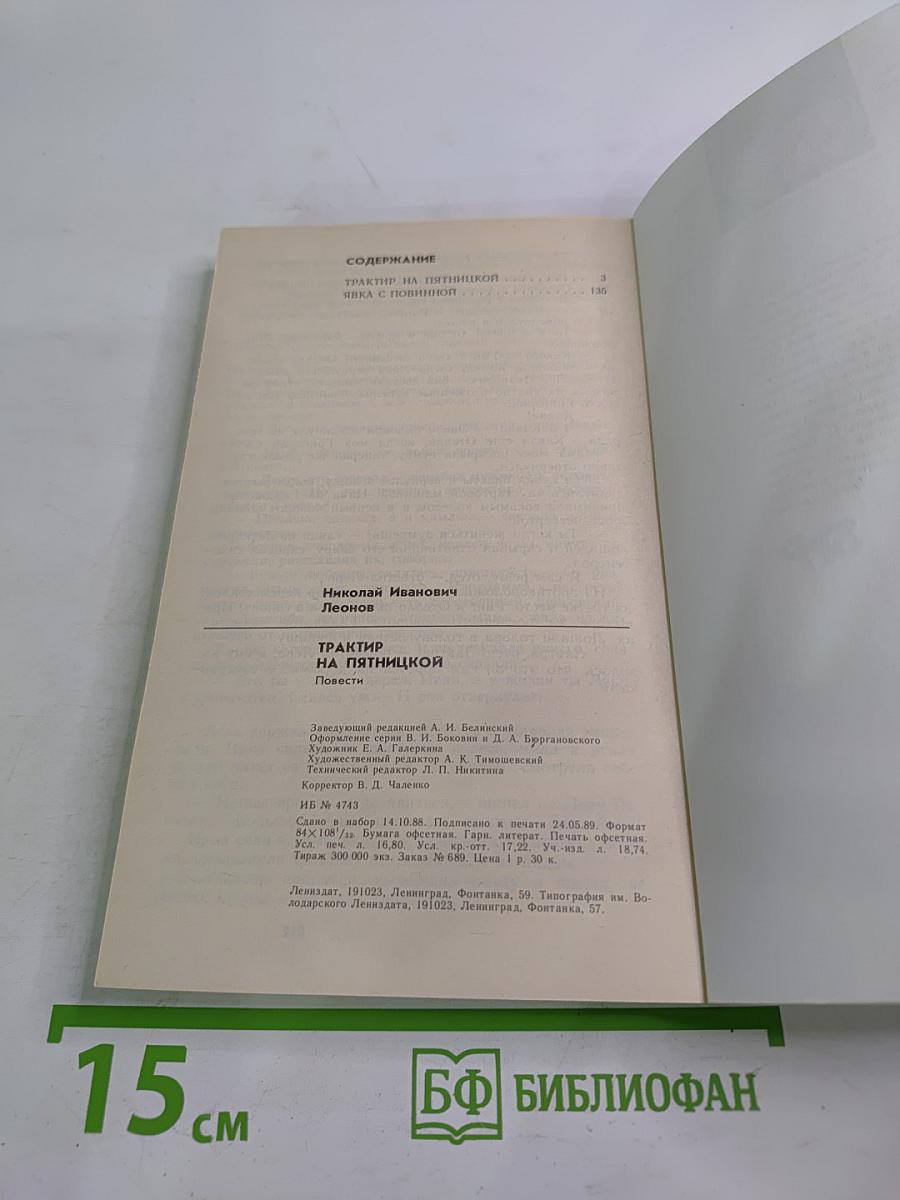 СОДЕРЖАНИЕ
ТРАКТИР НА ПЯТНИЦКОЙ . . . . . . . . . . 3
ЯВКА С ПОВИННОЙ . . . . . . . . . . . . . . . 135
Николай Иванович
Леонов
ТРАКТИР
НА ПЯТНИЦКОЙ
Повести
Заведующий редакцией А. И. Белинский
Оформление серии В. И. Боковни и Д. А. Бюргановского
Художник Е. А. Галеркина
Художественный редактор А. К. Тимошевский
Технический редактор Л. П. Никитина
Корректор В. Д. Чаленко
ИБ № 4743
Сдано в набор 14.10.88. Подписано к печати 24.05.89. Формат
84×108¹/₃₂. Бумага офсетная. Гарн. литерат. Печать офсетная.
Усл. печ. л. 16,80. Усл. кр.-отт. 17,22. Уч.-изд. л. 18,74.
Тираж 300 000 экз. Заказ № 689. Цена 1 р. 30 к.
Лениздат, 191023, Ленинград, Фонтанка, 59. Типография им. Во-
лодарского Лениздата, 191023, Ленинград, Фонтанка, 57.
15 см
БФ БИБЛИОФАН